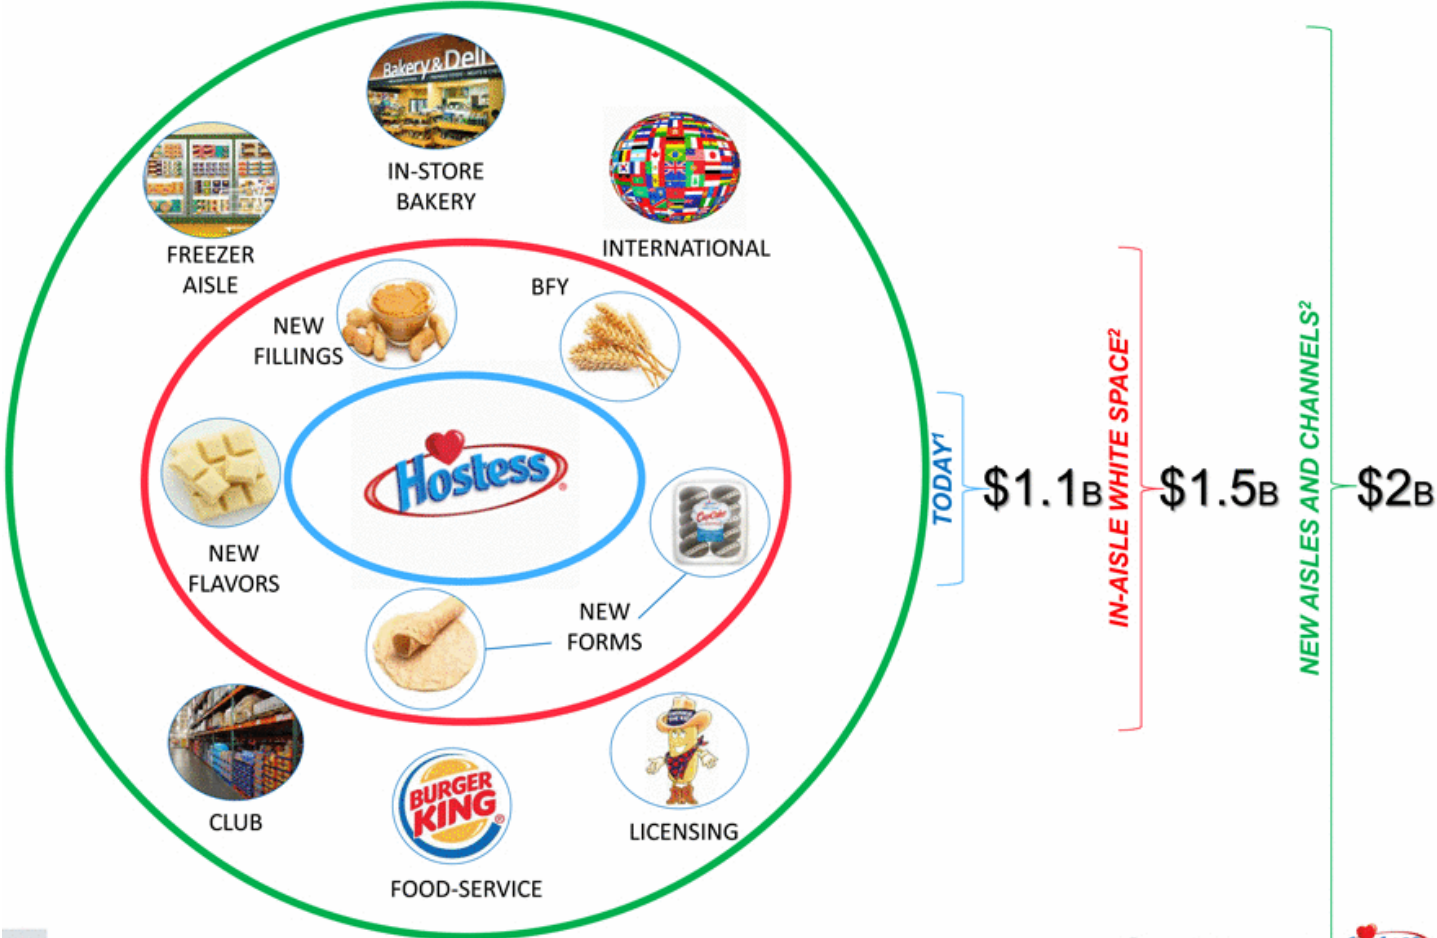 Bakery & Deli
IN-STORE
BAKERY
FREEZER
AISLE
INTERNATIONAL
BFY
NEW
FILLINGS
Hostess®
NEW
FLAVORS
CupCakes
NEW
FORMS
CLUB
BURGER
KING®
FOOD-SERVICE
LICENSING
TODAY¹
$1.1B
IN-AISLE WHITE SPACE²
$1.5B
NEW AISLES AND CHANNELS²
$2B